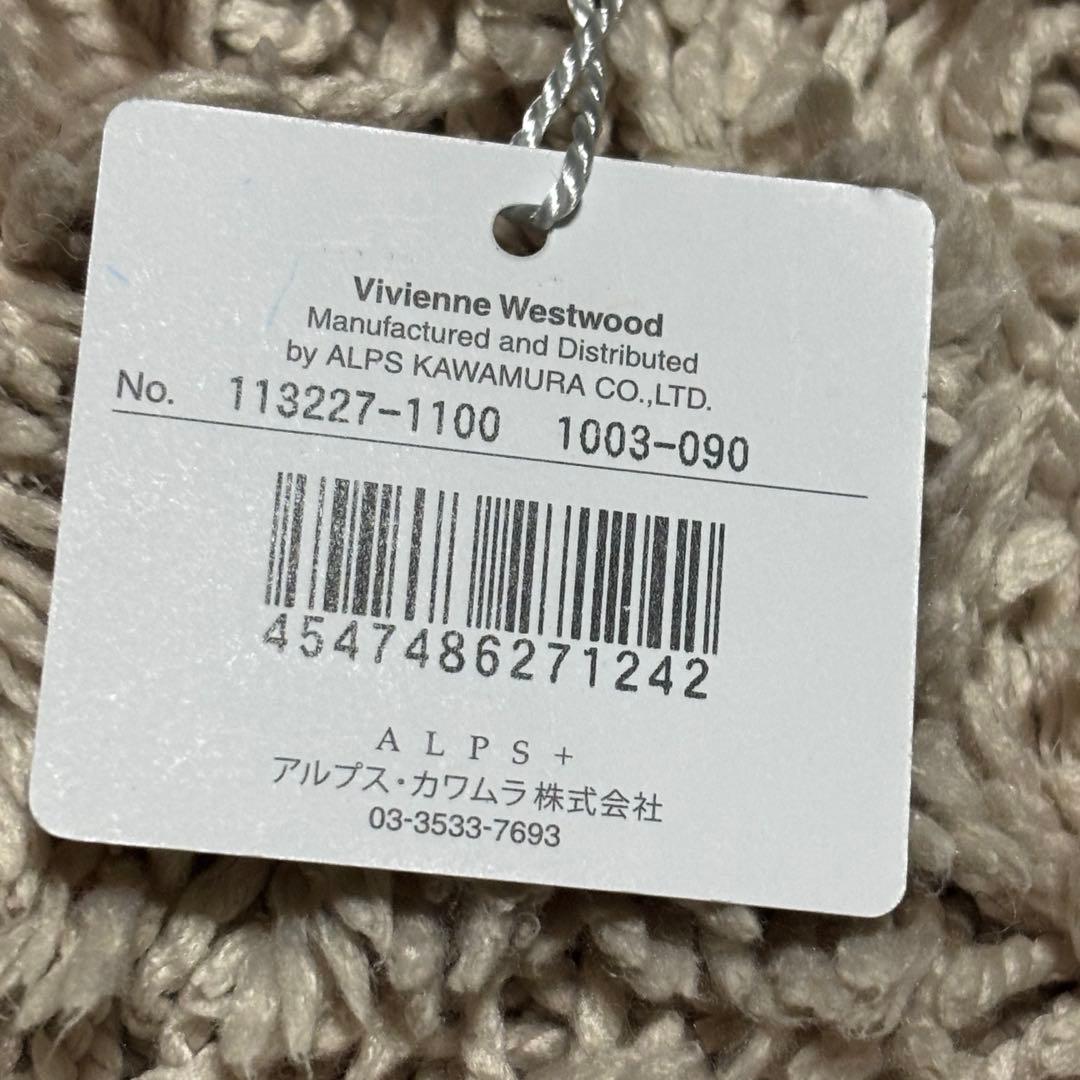 Vivienne Westwood
Manufactured and Distributed
by ALPS KAWAMURA CO.,LTD.
No. 113227-1100 1003-090
4547486271242
ALPS+
アルプス・カワムラ株式会社
03-3533-7693